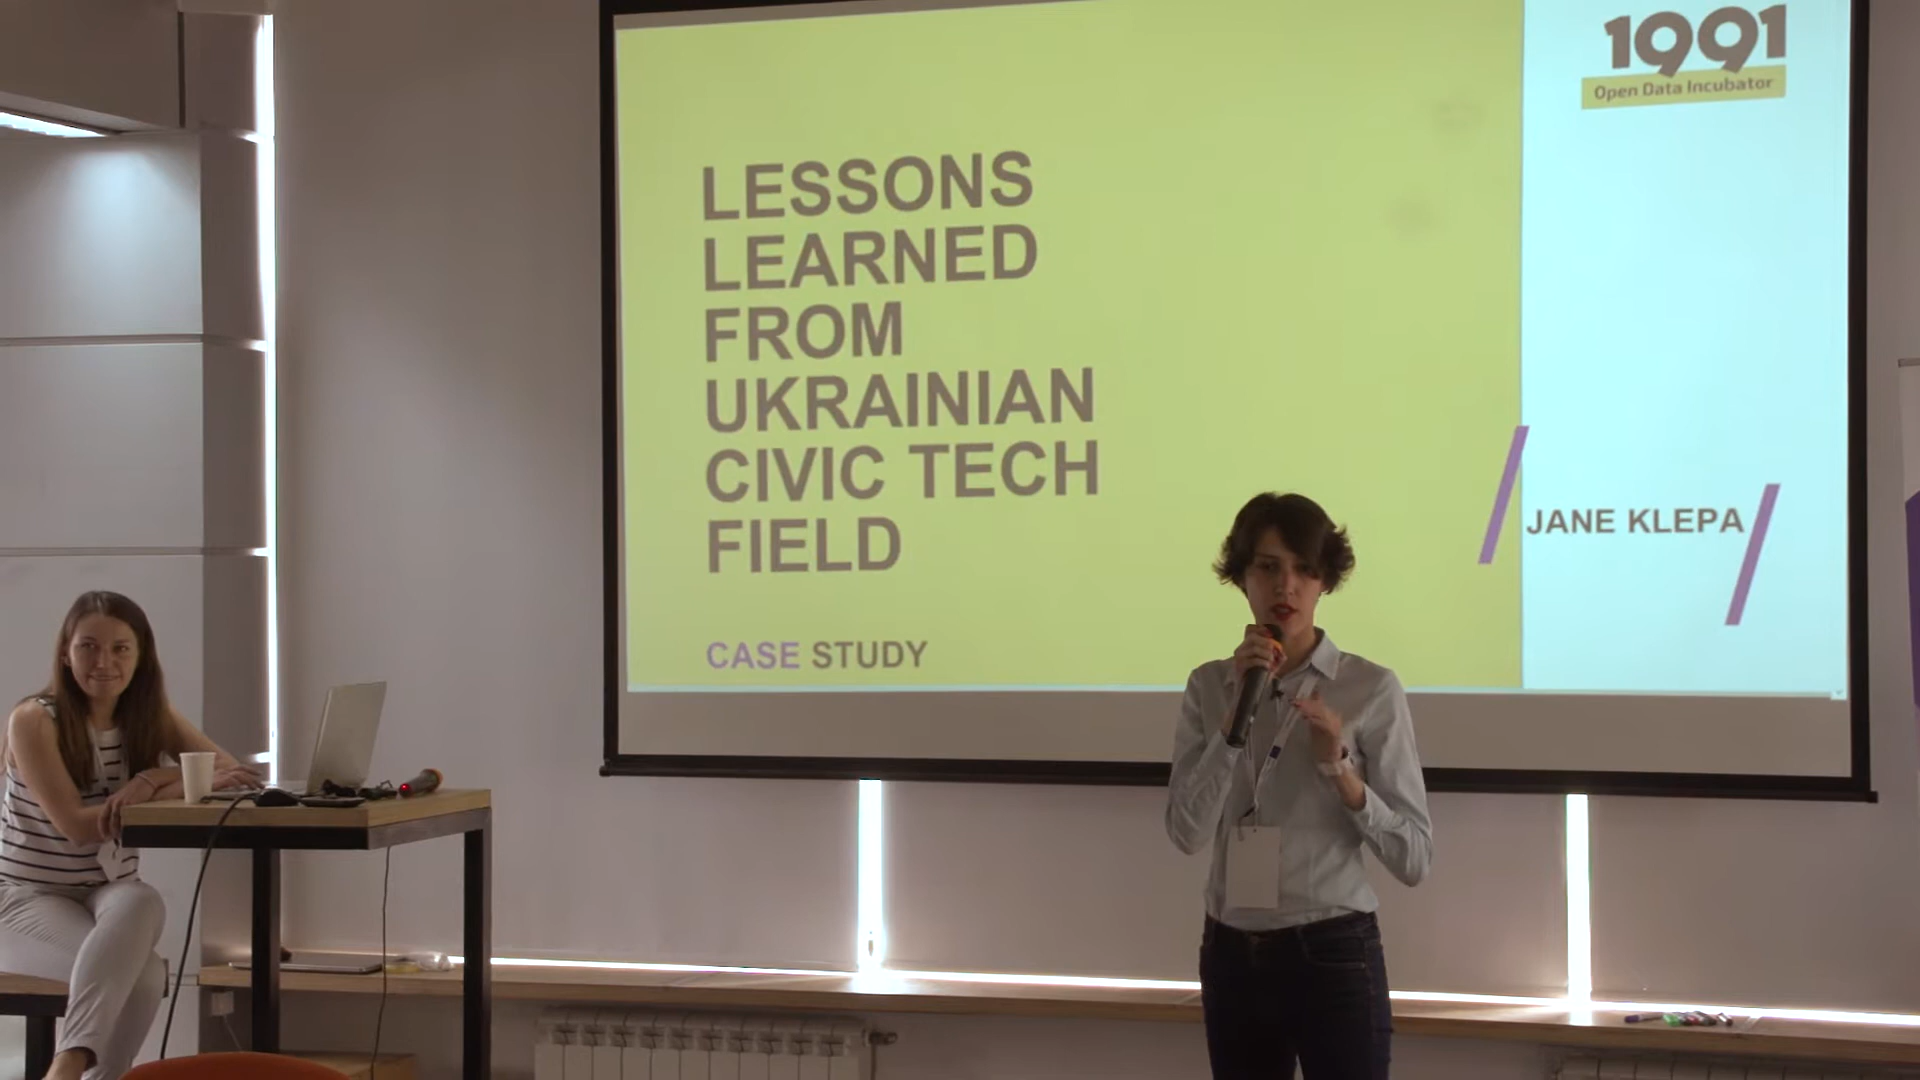 1991
Open Data Incubator
LESSONS
LEARNED
FROM
UKRAINIAN
CIVIC TECH
FIELD
JANE KLEPA
CASE STUDY